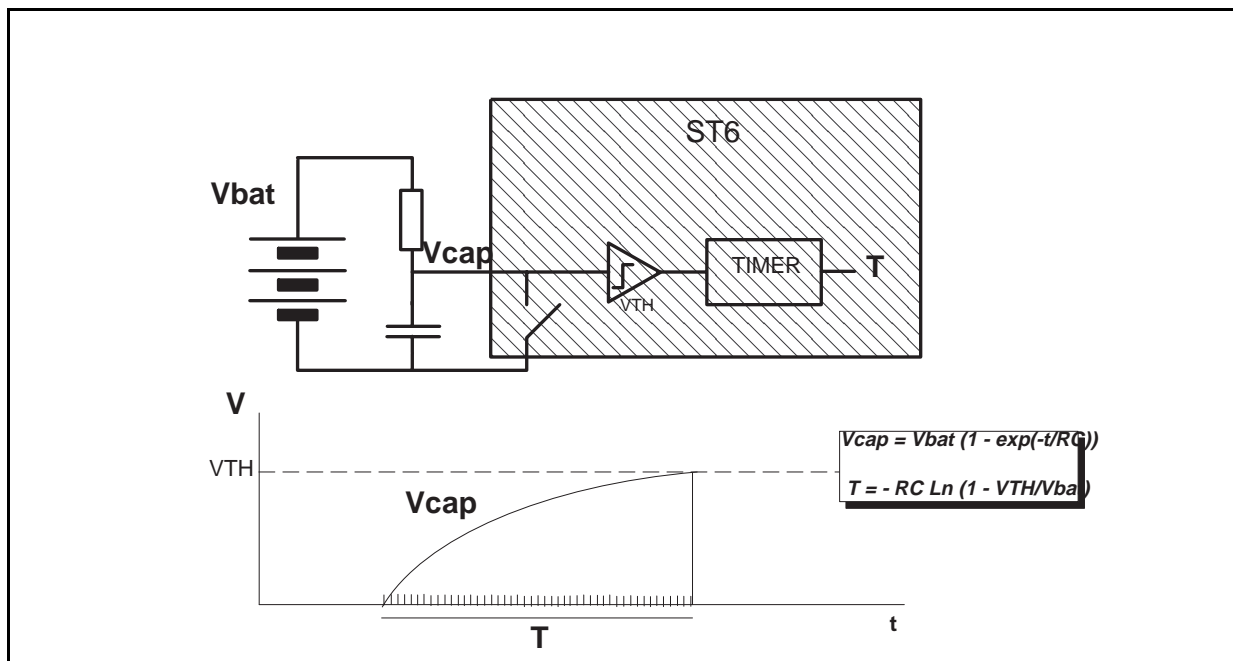 ST6
Vbat
Vcap
TIMER
T
VTH
V
VTH
Vcap
Vcap = Vbat (1 - exp(-t/RC))
T = - RC Ln (1 - VTH/Vbat)
T
t